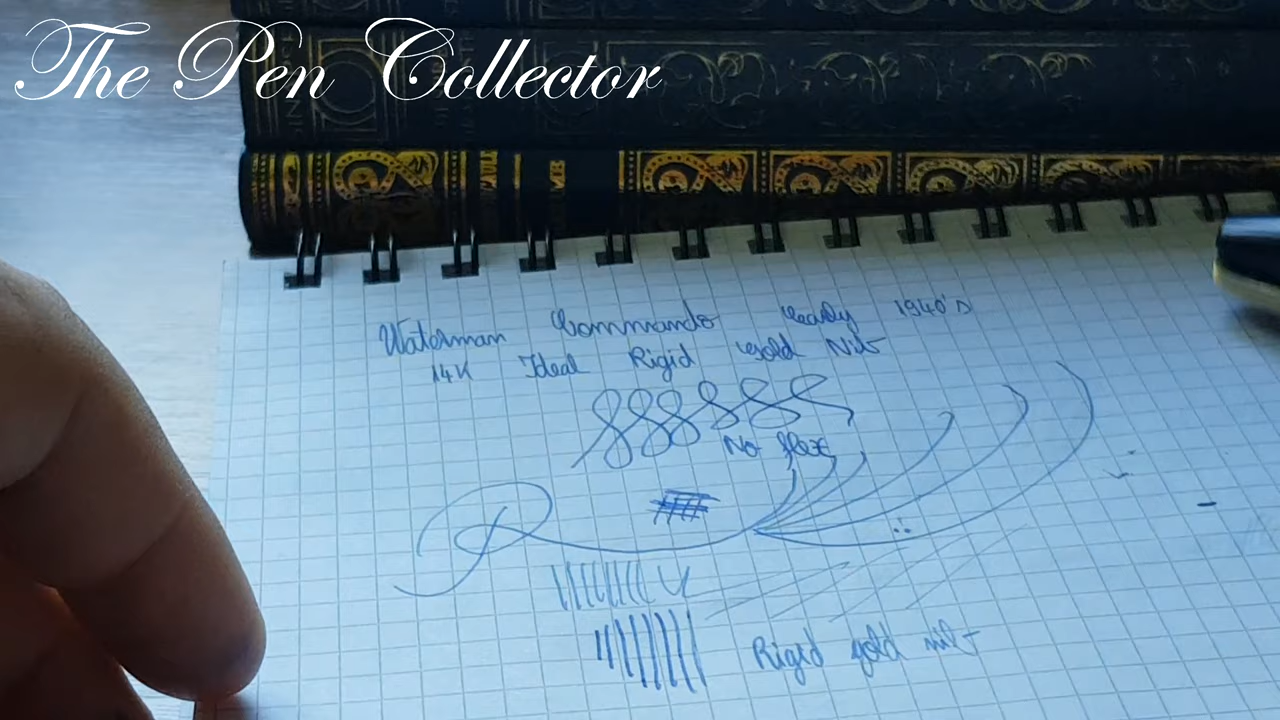 The Pen Collector
Waterman Commando early 1940's
14K Ideal Rigid Gold Nib
No flex
Rigid gold nib